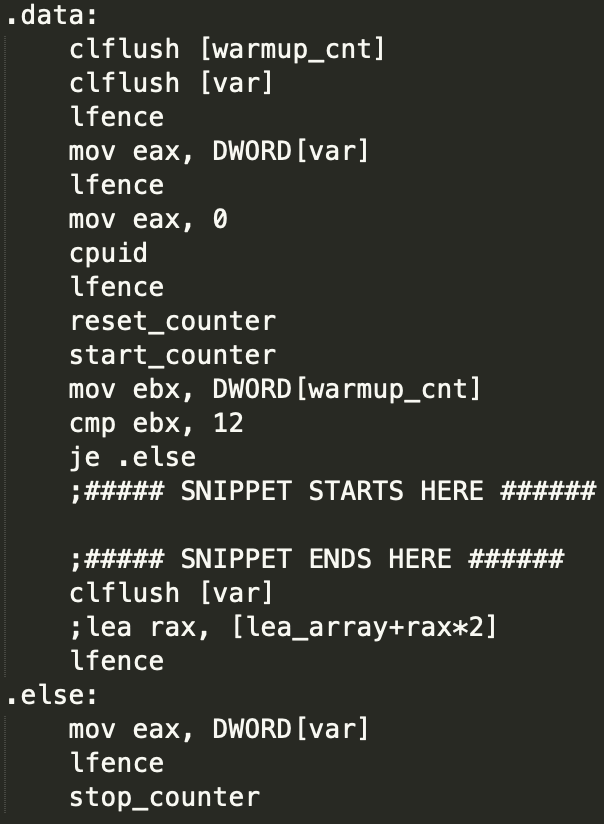 .data:
    clflush [warmup_cnt]
    clflush [var]
    lfence
    mov eax, DWORD[var]
    lfence
    mov eax, 0
    cpuid
    lfence
    reset_counter
    start_counter
    mov ebx, DWORD[warmup_cnt]
    cmp ebx, 12
    je .else
    ;##### SNIPPET STARTS HERE ######
    ;##### SNIPPET ENDS HERE ######
    clflush [var]
    ;lea rax, [lea_array+rax*2]
    lfence
.else:
    mov eax, DWORD[var]
    lfence
    stop_counter